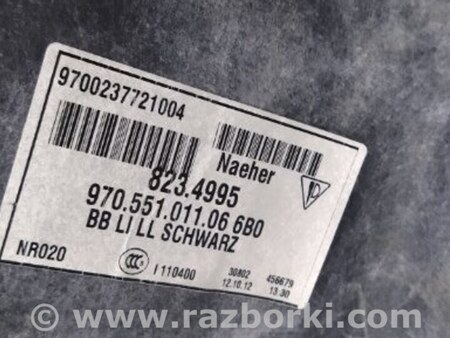 9700237721004
Naeher
823.4995
970.551.011.06 6B0
BB LI LL SCHWARZ
NR020
CCC
I 110400
30802
12.10.12
456679
13:30
© www.razborki.com/